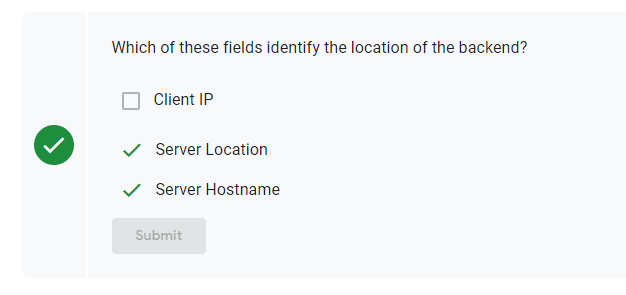 Which of these fields identify the location of the backend?
Client IP
Server Location
Server Hostname
Submit